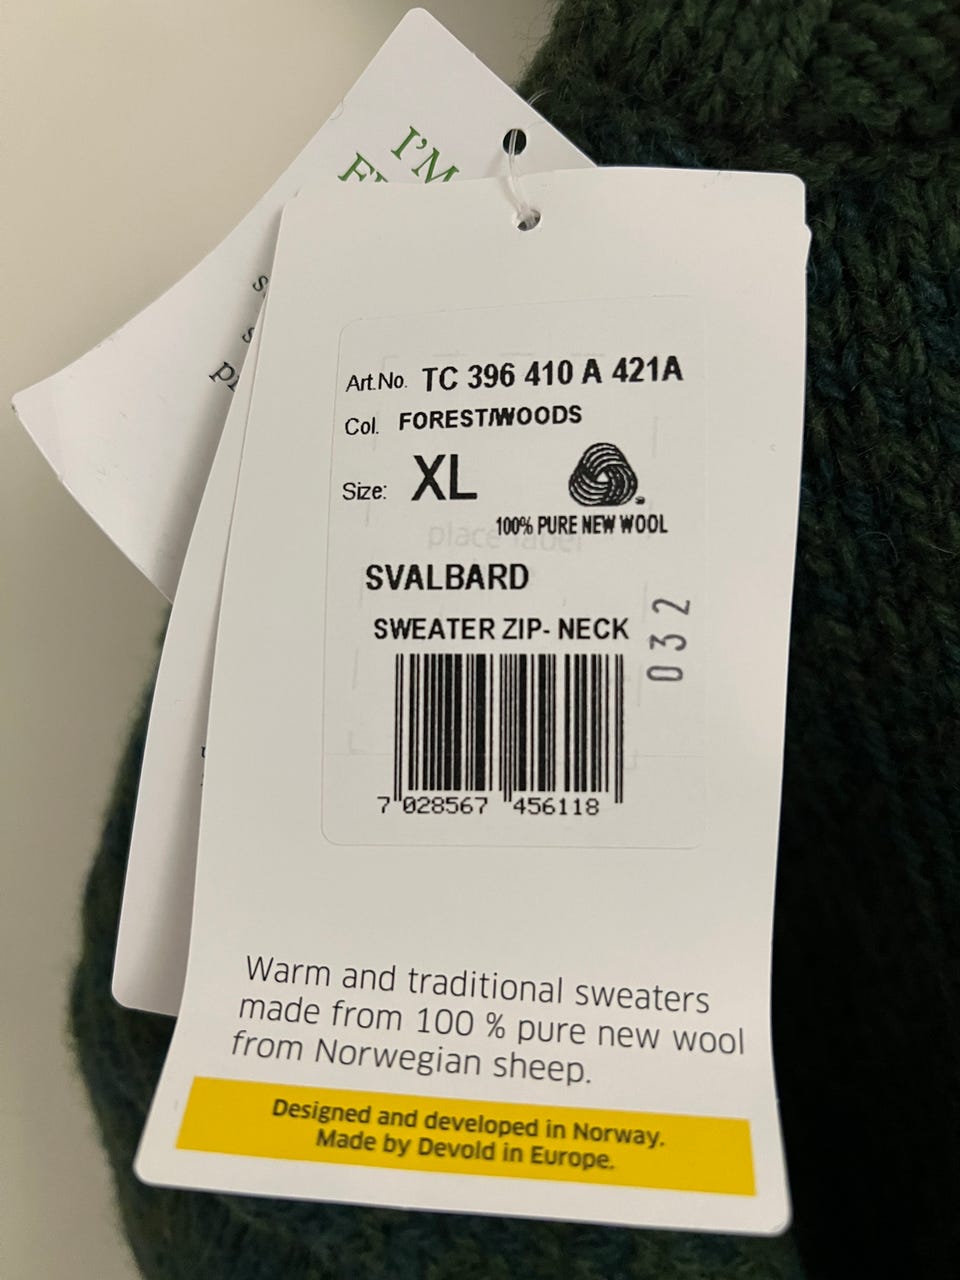 I'M
Art.No. TC 396 410 A 421A
Col. FOREST/WOODS
Size: XL
100% PURE NEW WOOL
place label
SVALBARD
SWEATER ZIP- NECK
032
7 028567 456118
Warm and traditional sweaters
made from 100 % pure new wool
from Norwegian sheep.
Designed and developed in Norway.
Made by Devold in Europe.